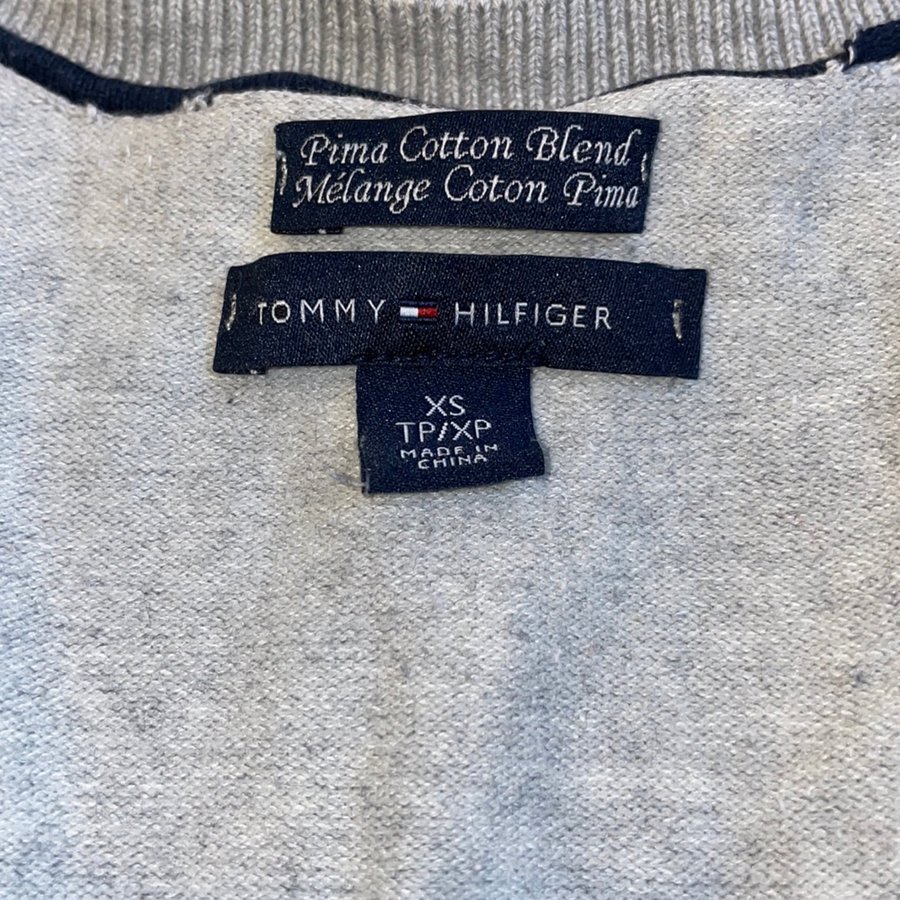 Pima Cotton Blend
Mélange Coton Pima
TOMMY HILFIGER
XS
TP/XP
MADE IN
CHINA